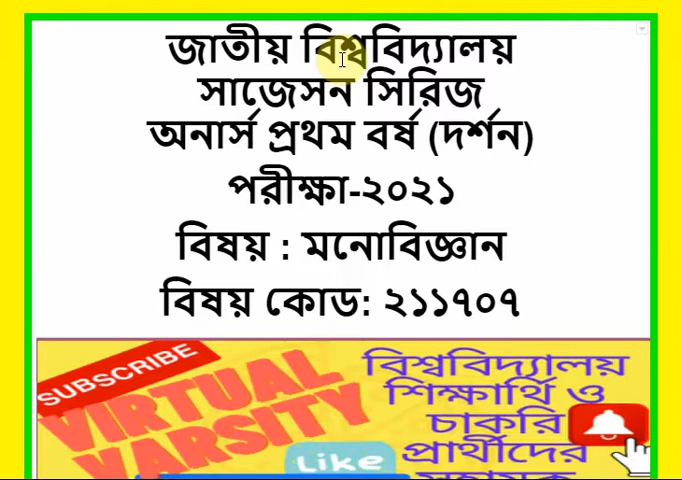 জাতীয় বিশ্ববিদ্যালয়
সাজেসন সিরিজ
অনার্স প্রথম বর্ষ (দর্শন)
পরীক্ষা-২০২১
বিষয় : মনোবিজ্ঞান
বিষয় কোড: ২১১৭০৭
SUBSCRIBE
VIRTUAL
VARSITY
Like
বিশ্ববিদ্যালয়
শিক্ষার্থি ও
চাকরি
প্রার্থীদের